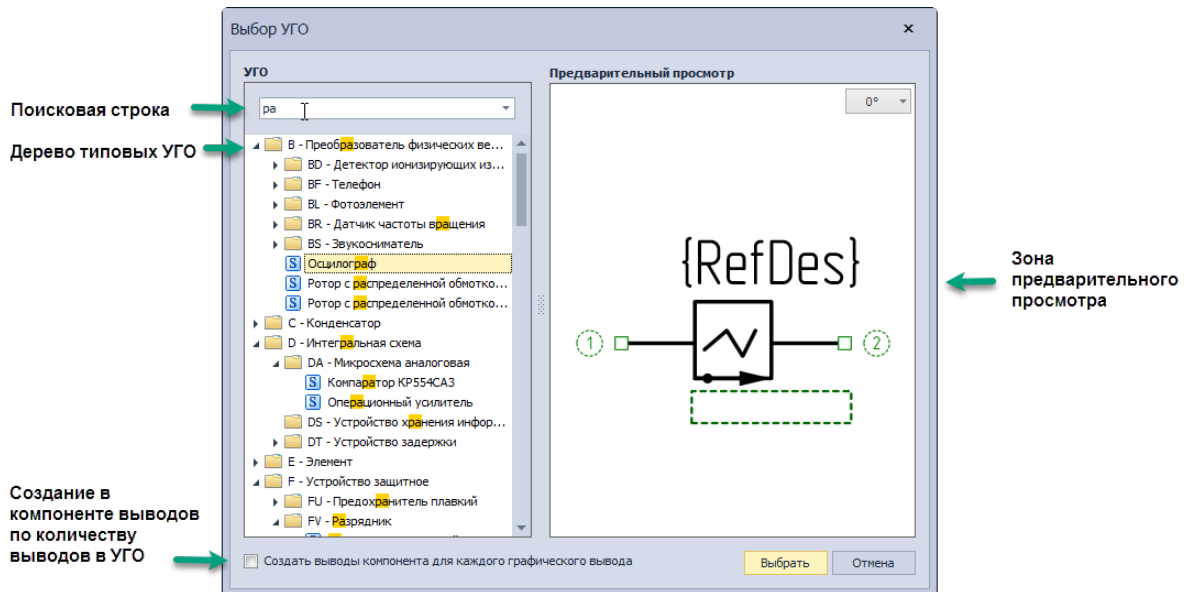 Выбор УГО
УГО
Предварительный просмотр
Поисковая строка
ра
0°
Дерево типовых УГО
B - Преобразователь физических ве...
BD - Детектор ионизирующих из...
BF - Телефон
BL - Фотоэлемент
BR - Датчик частоты вращения
BS - Звукосниматель
Осцилограф
Ротор с распределенной обмотко...
Ротор с распределенной обмотко...
C - Конденсатор
D - Интегральная схема
DA - Микросхема аналоговая
Компаратор КР554СА3
Операционный усилитель
DS - Устройство хранения инфор...
DT - Устройство задержки
E - Элемент
F - Устройство защитное
FU - Предохранитель плавкий
FV - Разрядник
{RefDes}
1
2
Зона
предварительного
просмотра
Создание в
компоненте выводов
по количеству
выводов в УГО
Создать выводы компонента для каждого графического вывода
Выбрать
Отмена